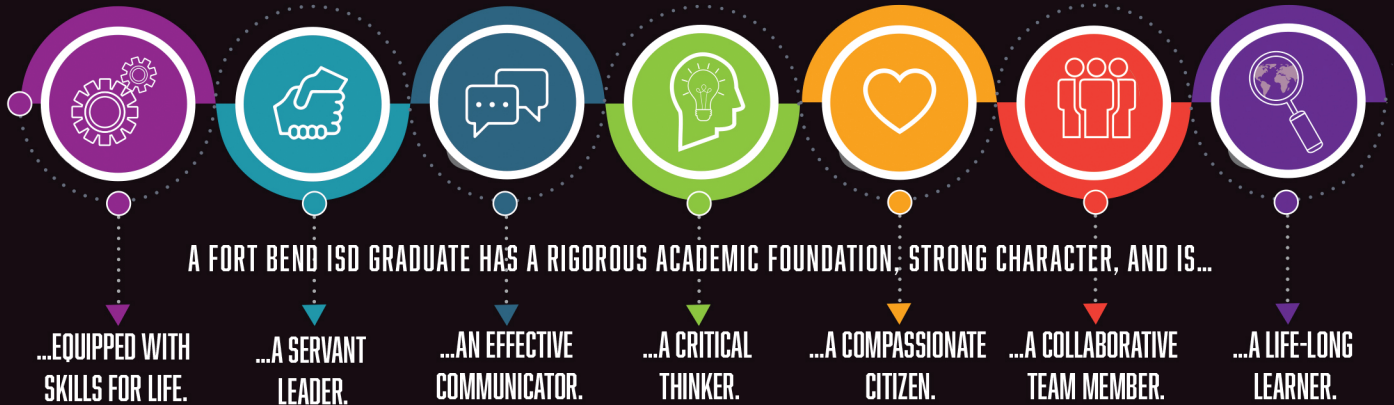 A FORT BEND ISD GRADUATE HAS A RIGOROUS ACADEMIC FOUNDATION, STRONG CHARACTER, AND IS...
...EQUIPPED WITH
SKILLS FOR LIFE.
...A SERVANT
LEADER.
...AN EFFECTIVE
COMMUNICATOR.
...A CRITICAL
THINKER.
...A COMPASSIONATE
CITIZEN.
...A COLLABORATIVE
TEAM MEMBER.
...A LIFE-LONG
LEARNER.